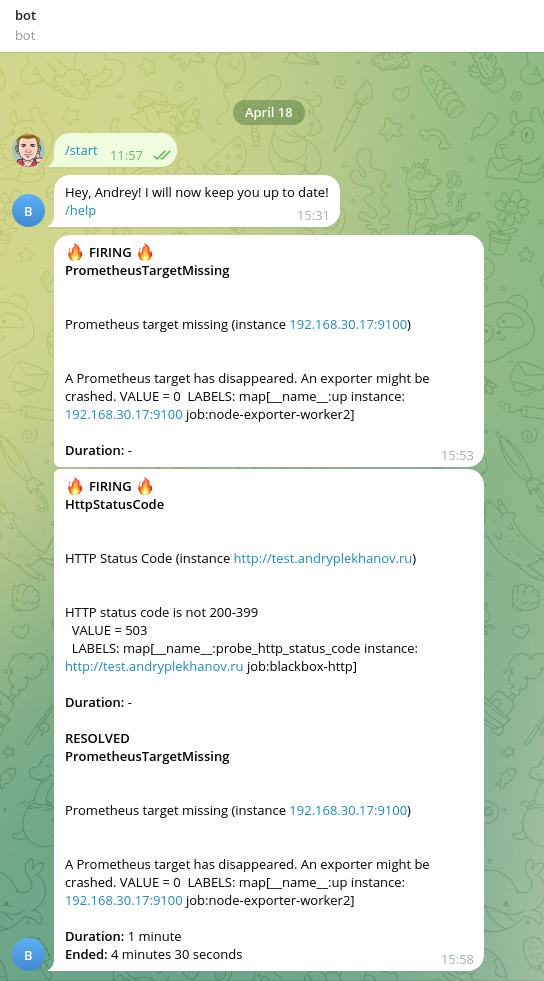 bot
bot
April 18
/start 11:57
Hey, Andrey! I will now keep you up to date!
/help 15:31
B
🔥 FIRING 🔥
PrometheusTargetMissing
Prometheus target missing (instance 192.168.30.17:9100)
A Prometheus target has disappeared. An exporter might be
crashed. VALUE = 0  LABELS: map[__name__:up instance:
192.168.30.17:9100 job:node-exporter-worker2]
Duration: -
15:53
🔥 FIRING 🔥
HttpStatusCode
HTTP Status Code (instance http://test.andryplekhanov.ru)
HTTP status code is not 200-399
VALUE = 503
LABELS: map[__name__:probe_http_status_code instance:
http://test.andryplekhanov.ru job:blackbox-http]
Duration: -
RESOLVED
PrometheusTargetMissing
Prometheus target missing (instance 192.168.30.17:9100)
A Prometheus target has disappeared. An exporter might be
crashed. VALUE = 0  LABELS: map[__name__:up instance:
192.168.30.17:9100 job:node-exporter-worker2]
Duration: 1 minute
Ended: 4 minutes 30 seconds
15:58
B